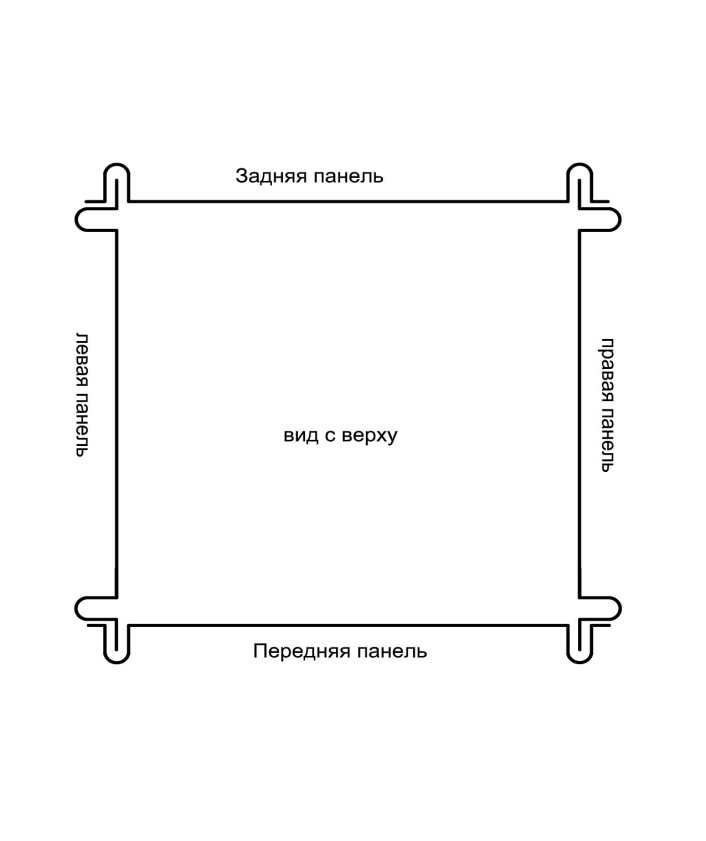 Задняя панель
левая панель
правая панель
вид с верху
Передняя панель